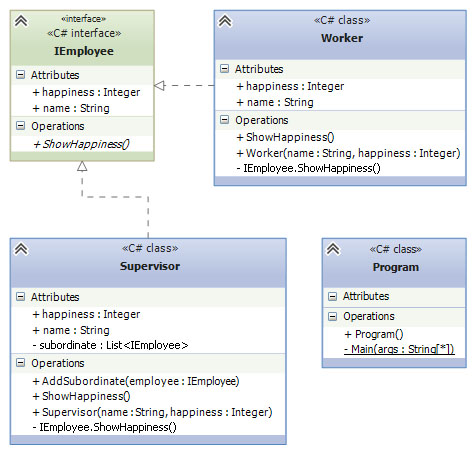 «interface»
«C# interface»
IEmployee
Attributes
+ happiness : Integer
+ name : String
Operations
+ ShowHappiness()
«C# class»
Worker
Attributes
+ happiness : Integer
+ name : String
Operations
+ ShowHappiness()
+ Worker(name : String, happiness : Integer)
- IEmployee.ShowHappiness()
«C# class»
Supervisor
Attributes
+ happiness : Integer
+ name : String
- subordinate : List<IEmployee>
Operations
+ AddSubordinate(employee : IEmployee)
+ ShowHappiness()
+ Supervisor(name : String, happiness : Integer)
- IEmployee.ShowHappiness()
«C# class»
Program
Attributes
Operations
+ Program()
- Main(args : String[*])